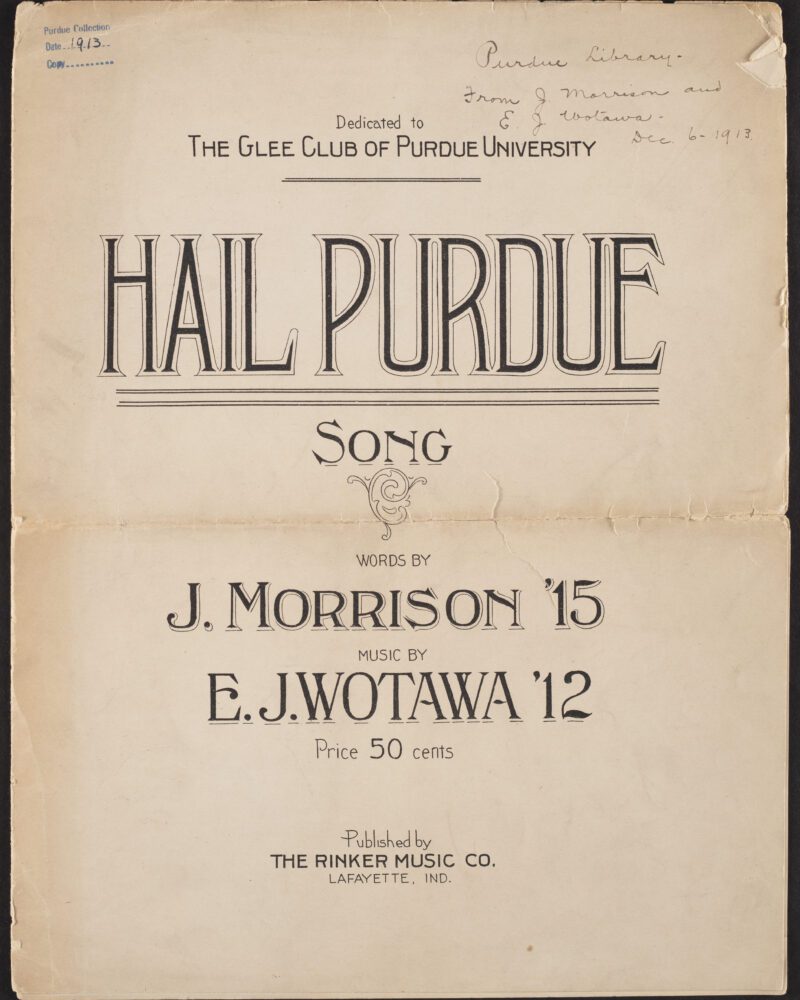 Purdue Collection
Date 1913
Copy
Purdue Library-
From J Morrison and
E. J Wotawa-
Dec 6-1913.
Dedicated to
THE GLEE CLUB OF PURDUE UNIVERSITY
HAIL PURDUE
SONG
WORDS BY
J. MORRISON '15
MUSIC BY
E. J. WOTAWA '12
Price 50 cents
Published by
THE RINKER MUSIC CO.
LAFAYETTE, IND.